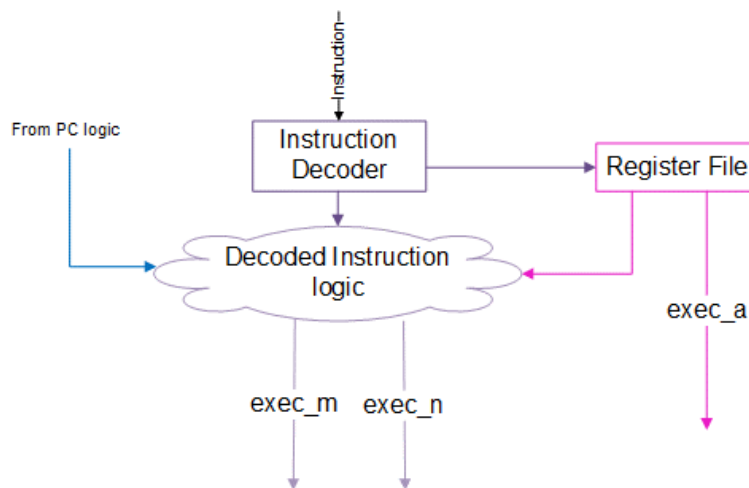 Instruction
From PC logic
Instruction
Decoder
Register File
Decoded Instruction
logic
exec_a
exec_m
exec_n